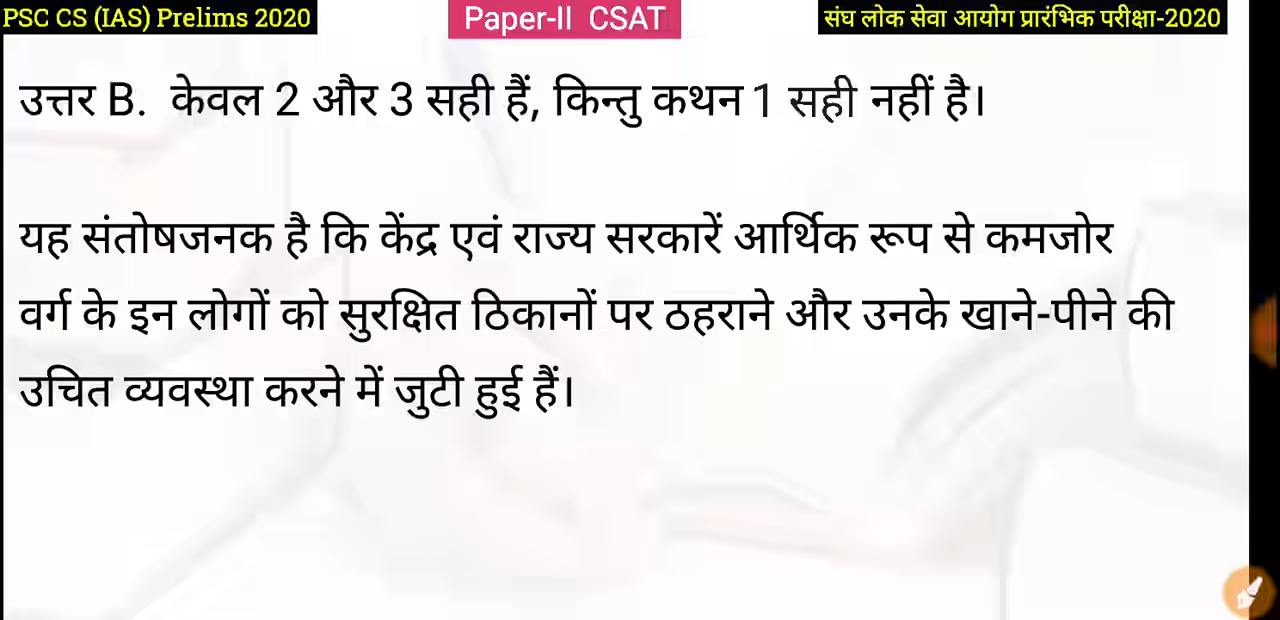 PSC CS (IAS) Prelims 2020
Paper-II CSAT
संघ लोक सेवा आयोग प्रारंभिक परीक्षा-2020
उत्तर B. केवल 2 और 3 सही हैं, किन्तु कथन 1 सही नहीं है।
यह संतोषजनक है कि केंद्र एवं राज्य सरकारें आर्थिक रूप से कमजोर
वर्ग के इन लोगों को सुरक्षित ठिकानों पर ठहराने और उनके खाने-पीने की
उचित व्यवस्था करने में जुटी हुई हैं।